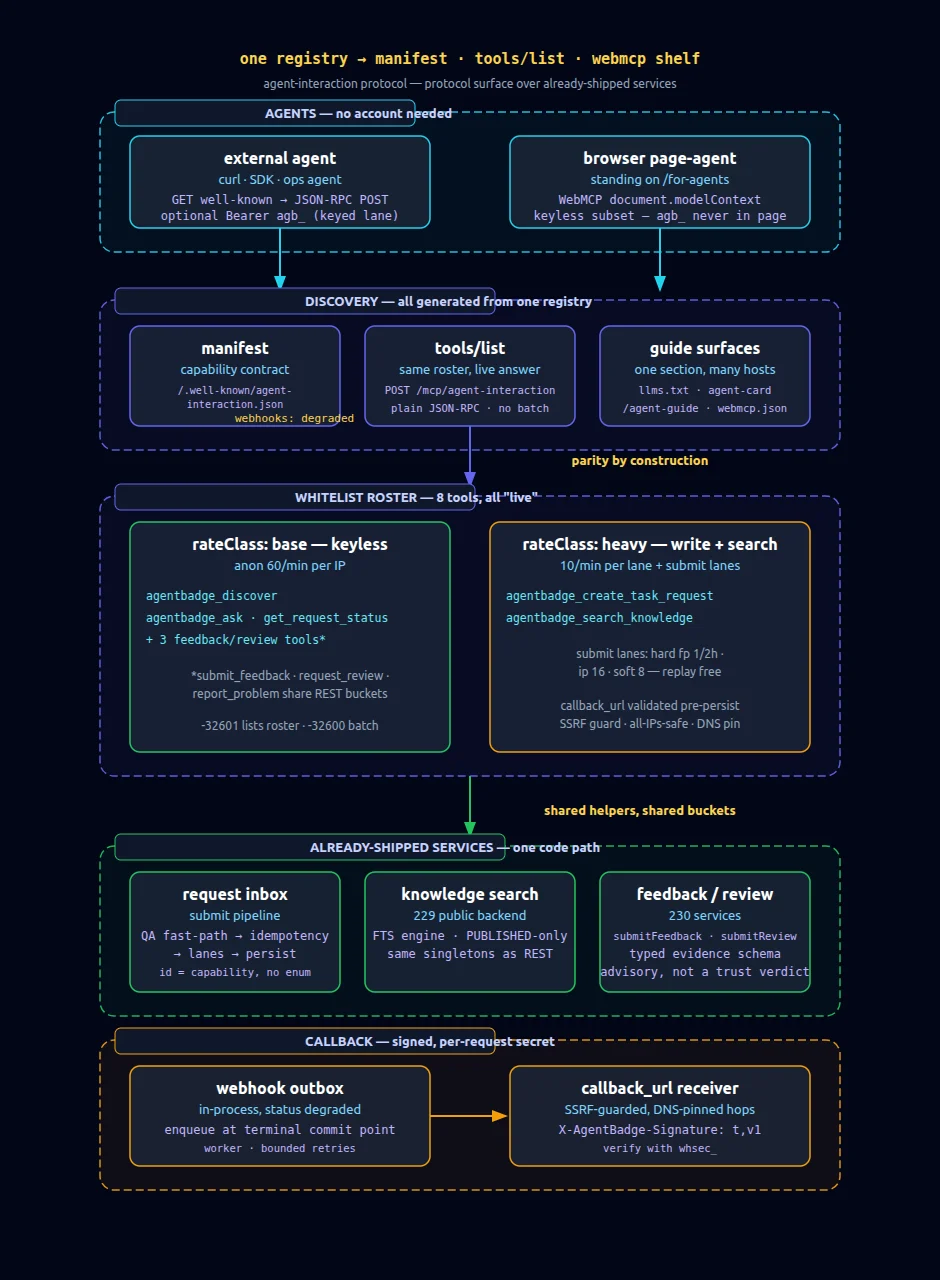 one registry → manifest · tools/list · webmcp shelf
agent-interaction protocol — protocol surface over already-shipped services
AGENTS — no account needed
external agent
curl · SDK · ops agent
GET well-known → JSON-RPC POST
optional Bearer agb_ (keyed lane)
browser page-agent
standing on /for-agents
WebMCP document.modelContext
keyless subset — agb_ never in page
DISCOVERY — all generated from one registry
manifest
capability contract
/.well-known/agent-
interaction.json
webhooks: degraded
tools/list
same roster, live answer
POST /mcp/agent-interaction
plain JSON-RPC · no batch
guide surfaces
one section, many hosts
llms.txt · agent-card
/agent-guide · webmcp.json
parity by construction
WHITELIST ROSTER — 8 tools, all "live"
rateClass: base — keyless
anon 60/min per IP
agentbadge_discover
agentbadge_ask · get_request_status
+ 3 feedback/review tools*
*submit_feedback · request_review ·
report_problem share REST buckets
-32601 lists roster · -32600 batch
rateClass: heavy — write + search
10/min per lane + submit lanes
agentbadge_create_task_request
agentbadge_search_knowledge
submit lanes: hard fp 1/2h ·
ip 16 · soft 8 — replay free
callback_url validated pre-persist
SSRF guard · all-IPs-safe · DNS pin
shared helpers, shared buckets
ALREADY-SHIPPED SERVICES — one code path
request inbox
submit pipeline
QA fast-path → idempotency
→ lanes → persist
id = capability, no enum
knowledge search
229 public backend
FTS engine · PUBLISHED-only
same singletons as REST
feedback / review
230 services
submitFeedback · submitReview
typed evidence schema
advisory, not a trust verdict
CALLBACK — signed, per-request secret
webhook outbox
in-process, status degraded
enqueue at terminal commit point
worker · bounded retries
callback_url receiver
SSRF-guarded, DNS-pinned hops
X-AgentBadge-Signature: t,v1
verify with whsec_